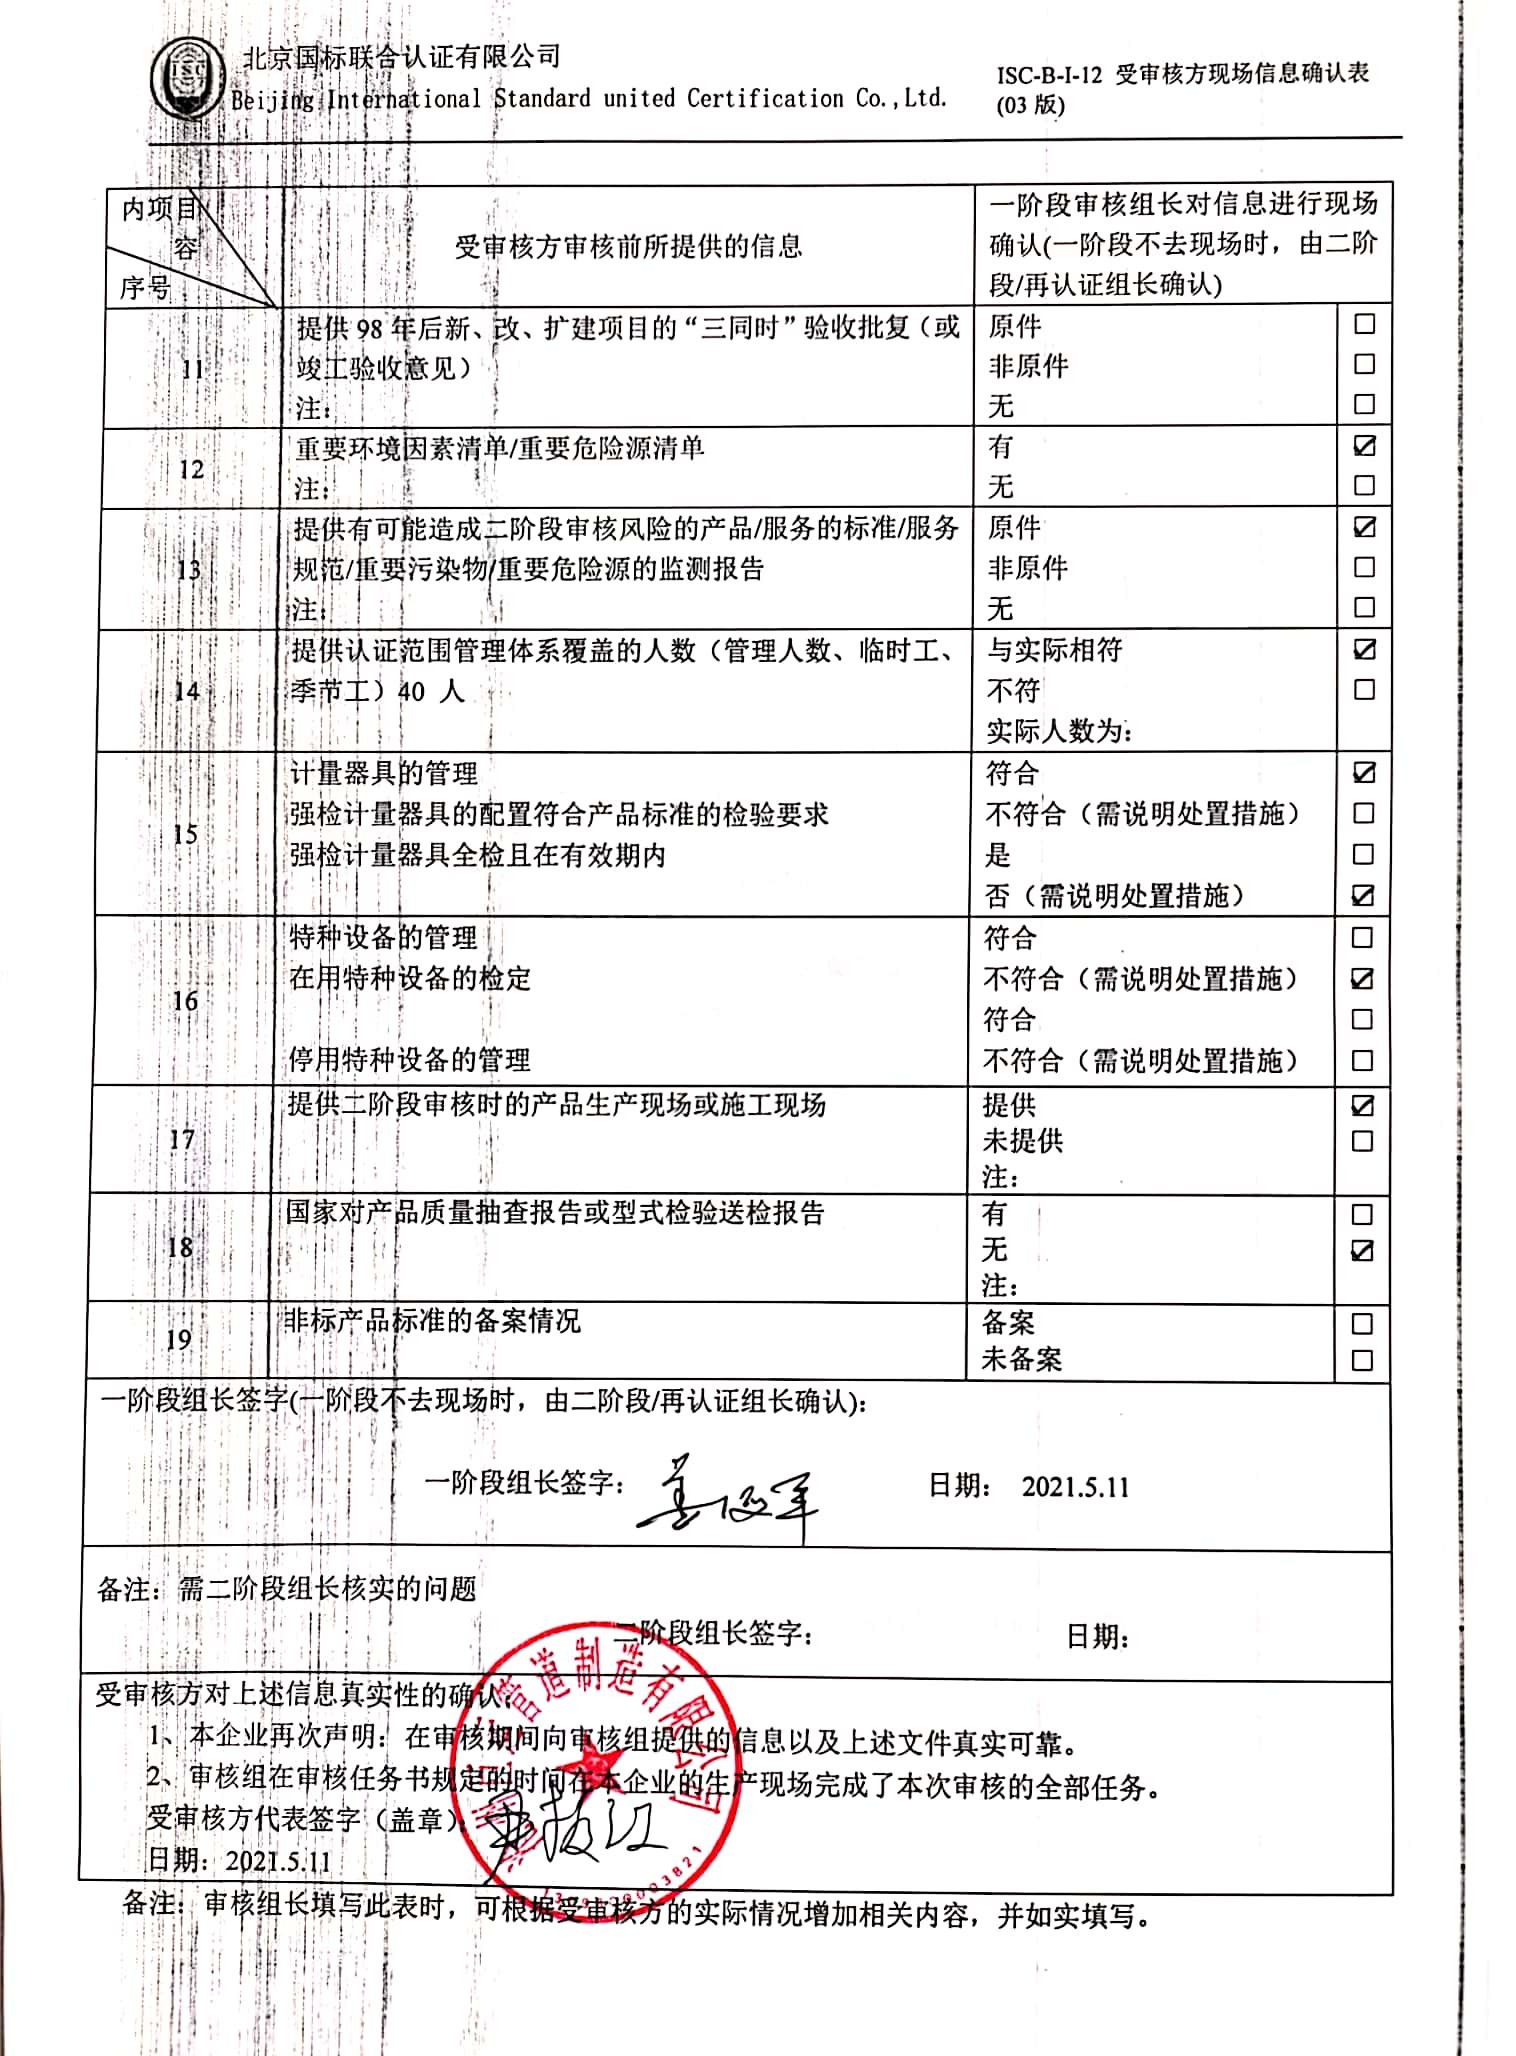 ISC
北京国标联合认证有限公司
Beijing International Standard united Certification Co.,Ltd.
ISC-B-I-12 受审核方现场信息确认表
(03 版)
内项目
容
序号
受审核方审核前所提供的信息
一阶段审核组长对信息进行现场
确认(一阶段不去现场时，由二阶
段/再认证组长确认)
11
提供 98 年后新、改、扩建项目的“三同时”验收批复（或
竣工验收意见）
注：
原件 □
非原件 □
无 □
12
重要环境因素清单/重要危险源清单
注：
有 ☑
无 □
13
提供有可能造成二阶段审核风险的产品/服务的标准/服务
规范/重要污染物/重要危险源的监测报告
注：
原件 ☑
非原件 □
无 □
14
提供认证范围管理体系覆盖的人数（管理人数、临时工、
季节工）40 人
与实际相符 ☑
不符 □
实际人数为：
15
计量器具的管理
强检计量器具的配置符合产品标准的检验要求
强检计量器具全检且在有效期内
符合 ☑
不符合（需说明处置措施） □
是 □
否（需说明处置措施） ☑
16
特种设备的管理
在用特种设备的检定
停用特种设备的管理
符合 □
不符合（需说明处置措施） ☑
符合 □
不符合（需说明处置措施） □
17
提供二阶段审核时的产品生产现场或施工现场
提供 ☑
未提供 □
注：
18
国家对产品质量抽查报告或型式检验送检报告
有 □
无 ☑
注：
19
非标产品标准的备案情况
备案 □
未备案 □
一阶段组长签字(一阶段不去现场时，由二阶段/再认证组长确认)：
一阶段组长签字： 日期： 2021.5.11
备注：需二阶段组长核实的问题
二阶段组长签字： 日期：
受审核方对上述信息真实性的确认：
1、本企业再次声明：在审核期间向审核组提供的信息以及上述文件真实可靠。
2、审核组在审核任务书规定的时间在本企业的生产现场完成了本次审核的全部任务。
受审核方代表签字（盖章）：
日期：2021.5.11
管道制造有限公司
备注：审核组长填写此表时，可根据受审核方的实际情况增加相关内容，并如实填写。